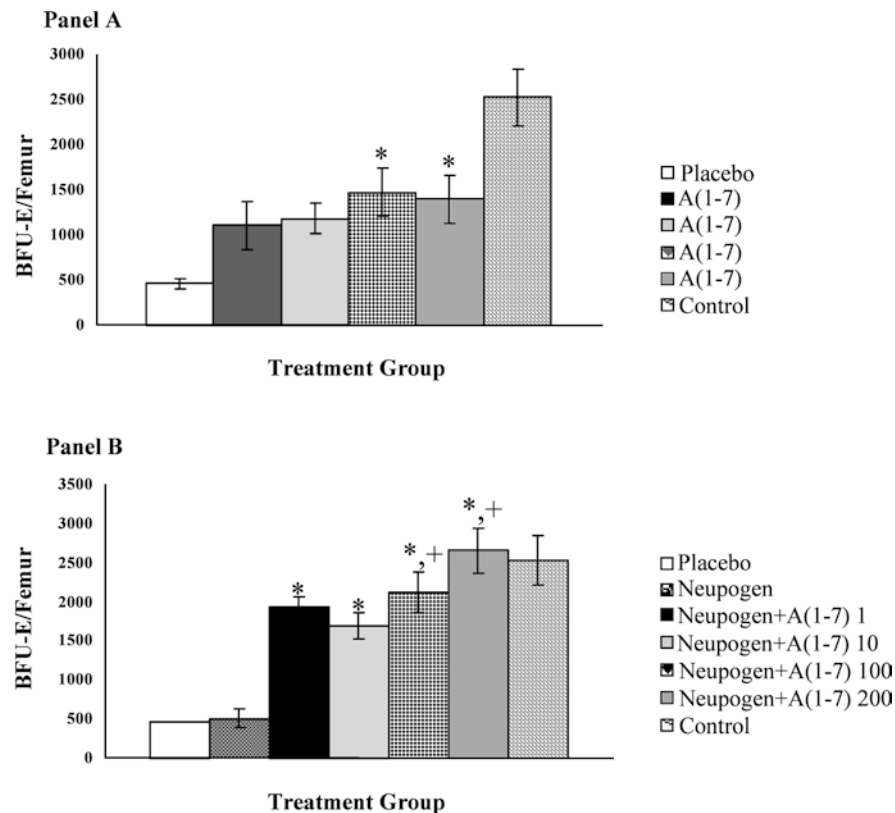 Panel A
3000
2500
2000
1500
1000
500
0
BFU-E/Femur
* *
Treatment Group
Placebo
A(1-7)
A(1-7)
A(1-7)
A(1-7)
Control
Panel B
3500
3000
2500
2000
1500
1000
500
0
BFU-E/Femur
* * *,+ *,+
Treatment Group
Placebo
Neupogen
Neupogen+A(1-7) 1
Neupogen+A(1-7) 10
Neupogen+A(1-7) 100
Neupogen+A(1-7) 200
Control